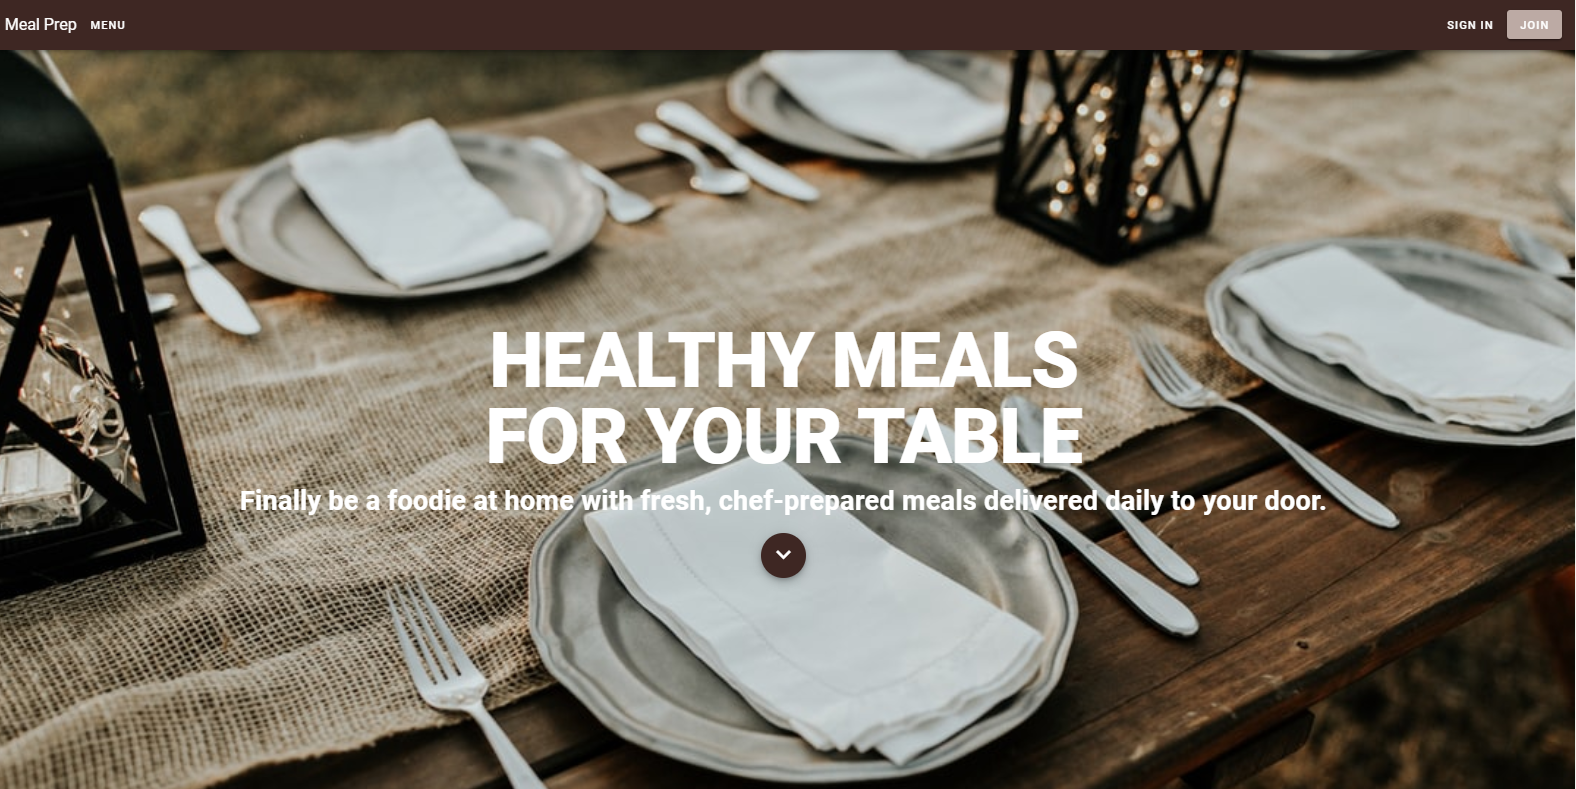 Meal Prep MENU SIGN IN JOIN
HEALTHY MEALS
FOR YOUR TABLE
Finally be a foodie at home with fresh, chef-prepared meals delivered daily to your door.